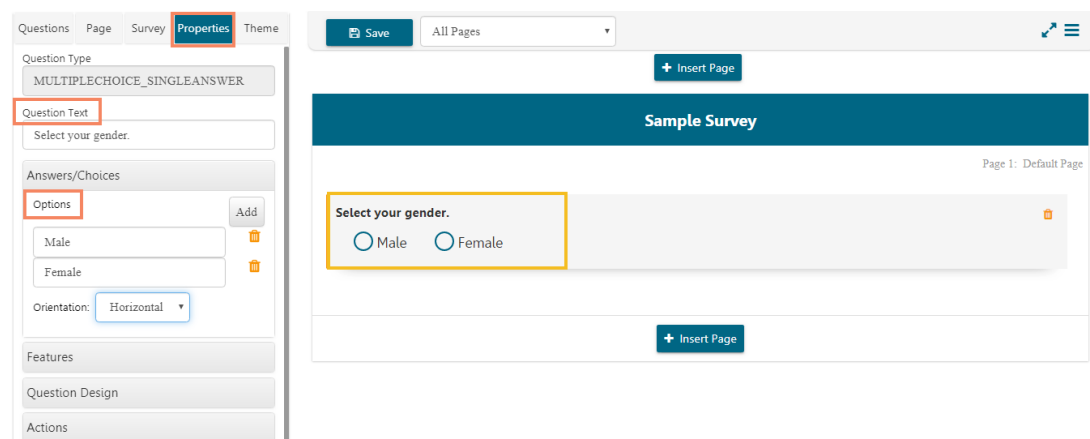 Questions Page Survey Properties Theme
Question Type
MULTIPLECHOICE_SINGLEANSWER
Question Text
Select your gender.
Answers/Choices
Options
Add
Male
Female
Orientation: Horizontal
Features
Question Design
Actions
Save All Pages
+ Insert Page
Sample Survey
Page 1: Default Page
Select your gender.
Male Female
+ Insert Page